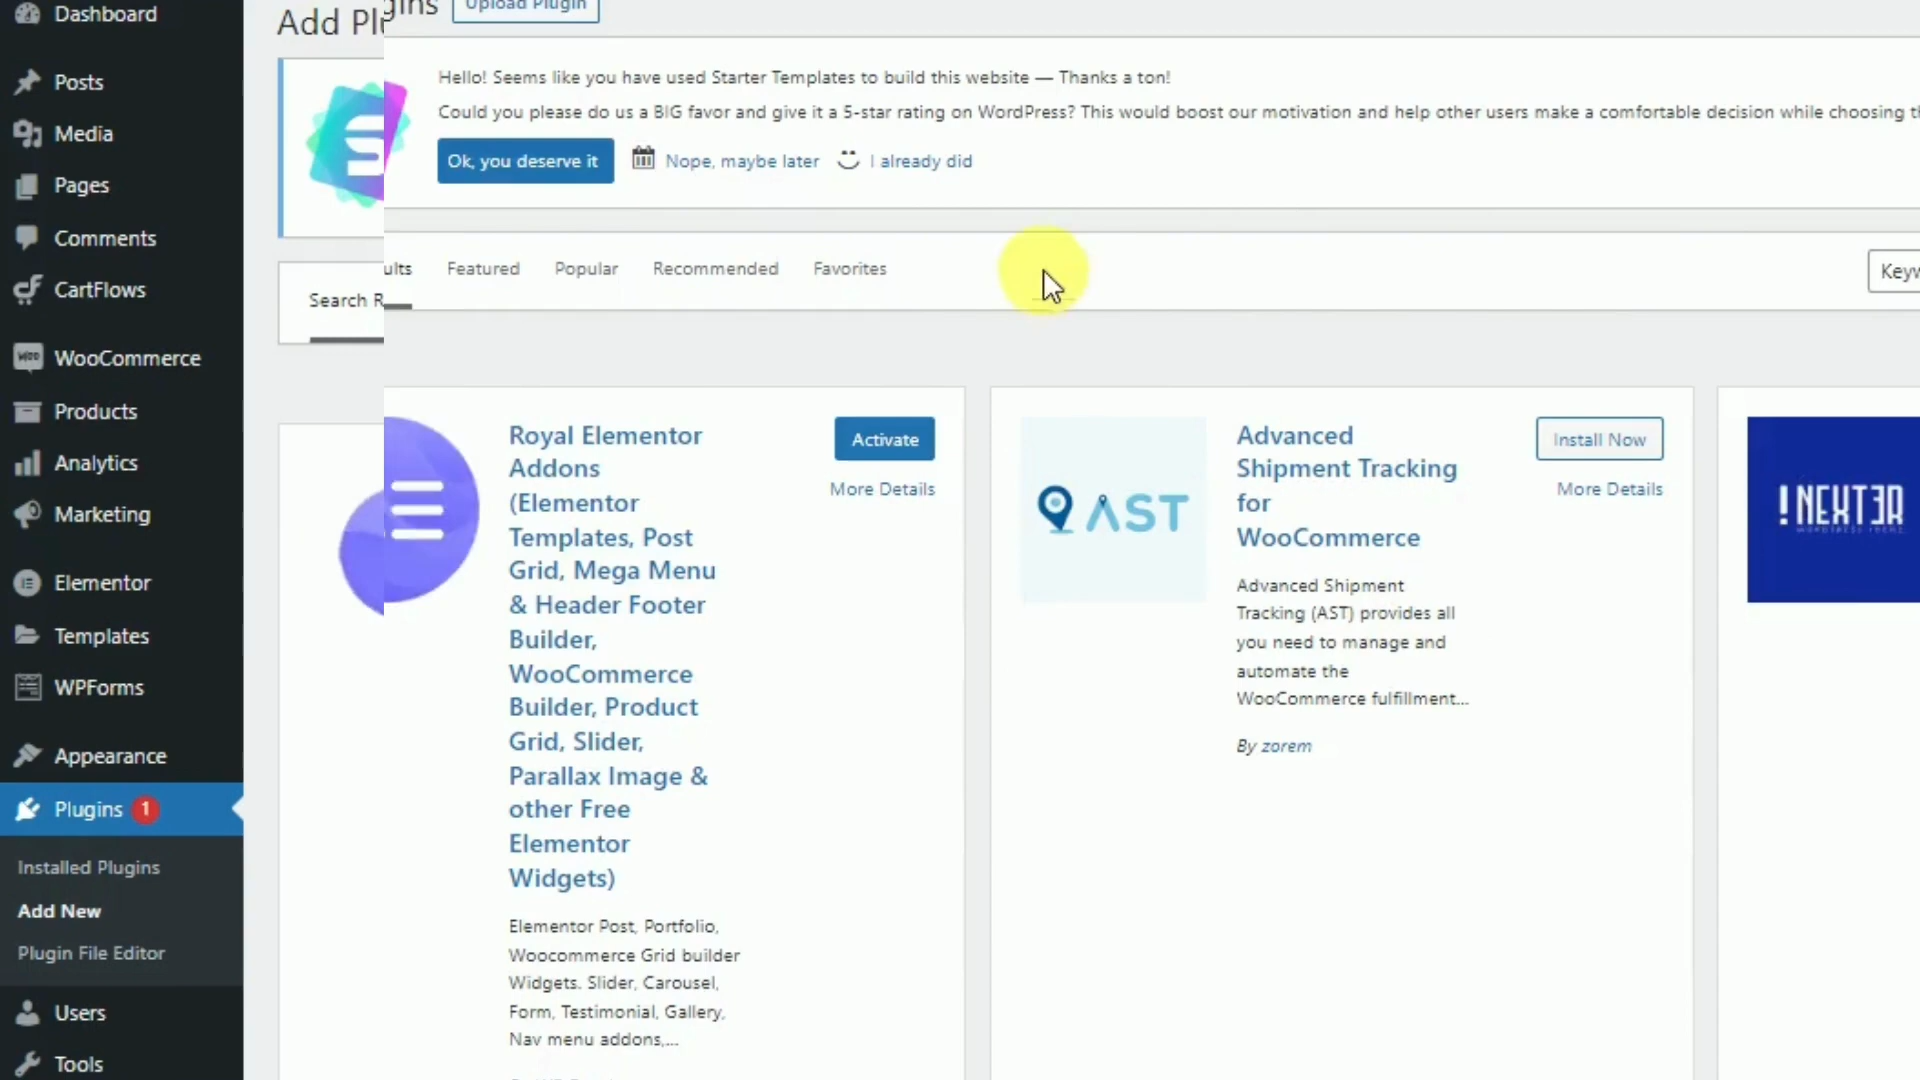 Dashboard
Posts
Media
Pages
Comments
CartFlows
WooCommerce
Products
Analytics
Marketing
Elementor
Templates
WPForms
Appearance
Plugins 1
Installed Plugins
Add New
Plugin File Editor
Users
Tools
Add Plu
gins
Upload Plugin
Hello! Seems like you have used Starter Templates to build this website — Thanks a ton!
Could you please do us a BIG favor and give it a 5-star rating on WordPress? This would boost our motivation and help other users make a comfortable decision while choosing th
Ok, you deserve it
Nope, maybe later
I already did
Search R
ults
Featured
Popular
Recommended
Favorites
Keyw
Royal Elementor
Addons
(Elementor
Templates, Post
Grid, Mega Menu
& Header Footer
Builder,
WooCommerce
Builder, Product
Grid, Slider,
Parallax Image &
other Free
Elementor
Widgets)
Activate
More Details
Elementor Post, Portfolio,
Woocommerce Grid builder
Widgets. Slider, Carousel,
Form, Testimonial, Gallery,
Nav menu addons,...
AST
Advanced
Shipment Tracking
for
WooCommerce
Install Now
More Details
Advanced Shipment
Tracking (AST) provides all
you need to manage and
automate the
WooCommerce fulfillment...
By zorem
NEXT3R